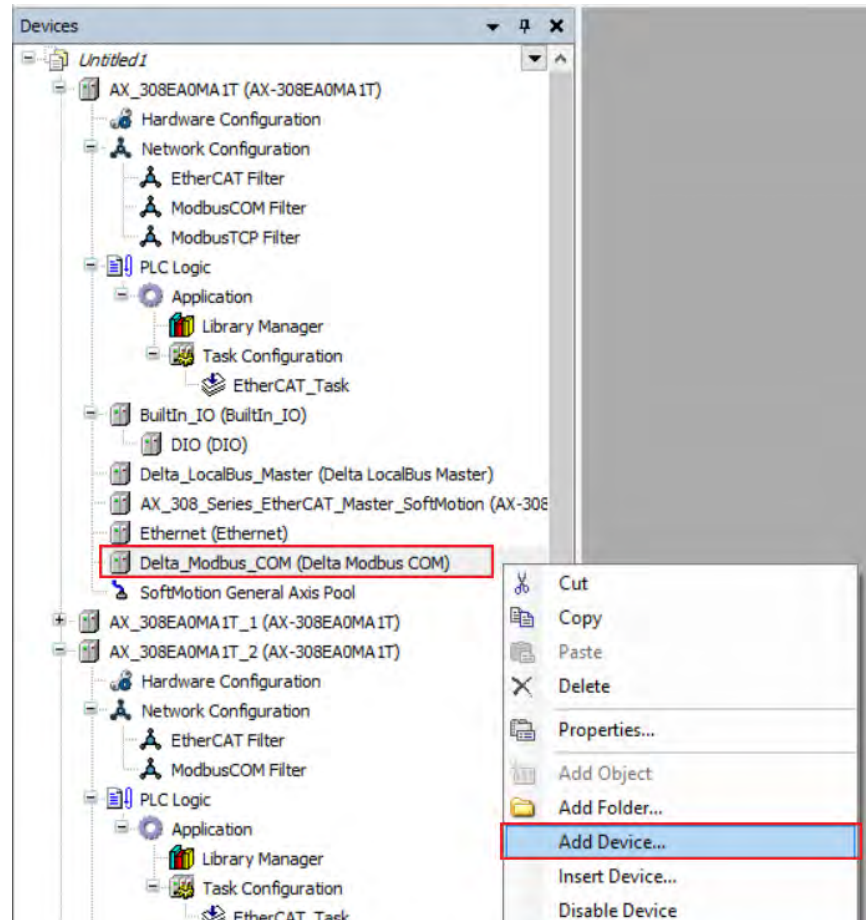 Devices
Untitled1
AX_308EA0MA1T (AX-308EA0MA1T)
Hardware Configuration
Network Configuration
EtherCAT Filter
ModbusCOM Filter
ModbusTCP Filter
PLC Logic
Application
Library Manager
Task Configuration
EtherCAT_Task
BuiltIn_IO (BuiltIn_IO)
DIO (DIO)
Delta_LocalBus_Master (Delta LocalBus Master)
AX_308_Series_EtherCAT_Master_SoftMotion (AX-308
Ethernet (Ethernet)
Delta_Modbus_COM (Delta Modbus COM)
SoftMotion General Axis Pool
AX_308EA0MA1T_1 (AX-308EA0MA1T)
AX_308EA0MA1T_2 (AX-308EA0MA1T)
Hardware Configuration
Network Configuration
EtherCAT Filter
ModbusCOM Filter
PLC Logic
Application
Library Manager
Task Configuration
EtherCAT_Task
Cut
Copy
Paste
Delete
Properties...
Add Object
Add Folder...
Add Device...
Insert Device...
Disable Device